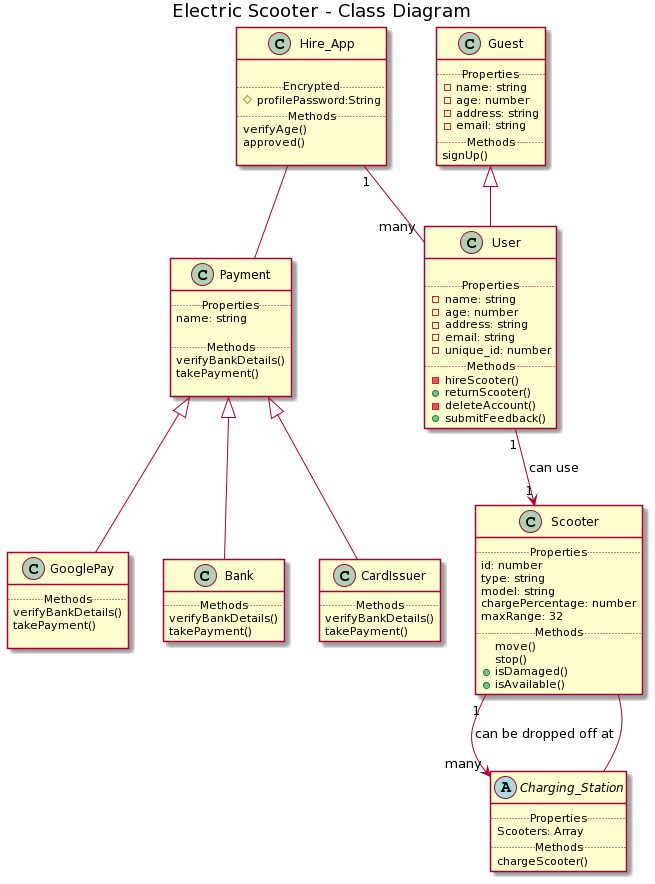 Electric Scooter - Class Diagram
C Hire_App
Encrypted
profilePassword:String
Methods
verifyAge()
approved()
C Guest
Properties
name: string
age: number
address: string
email: string
Methods
signUp()
1
many
C Payment
Properties
name: string
Methods
verifyBankDetails()
takePayment()
C User
Properties
name: string
age: number
address: string
email: string
unique_id: number
Methods
hireScooter()
returnScooter()
deleteAccount()
submitFeedback()
1
can use
1
C GooglePay
Methods
verifyBankDetails()
takePayment()
C Bank
Methods
verifyBankDetails()
takePayment()
C CardIssuer
Methods
verifyBankDetails()
takePayment()
C Scooter
Properties
id: number
type: string
model: string
chargePercentage: number
maxRange: 32
Methods
move()
stop()
isDamaged()
isAvailable()
1
can be dropped off at
many
A Charging_Station
Properties
Scooters: Array
Methods
chargeScooter()